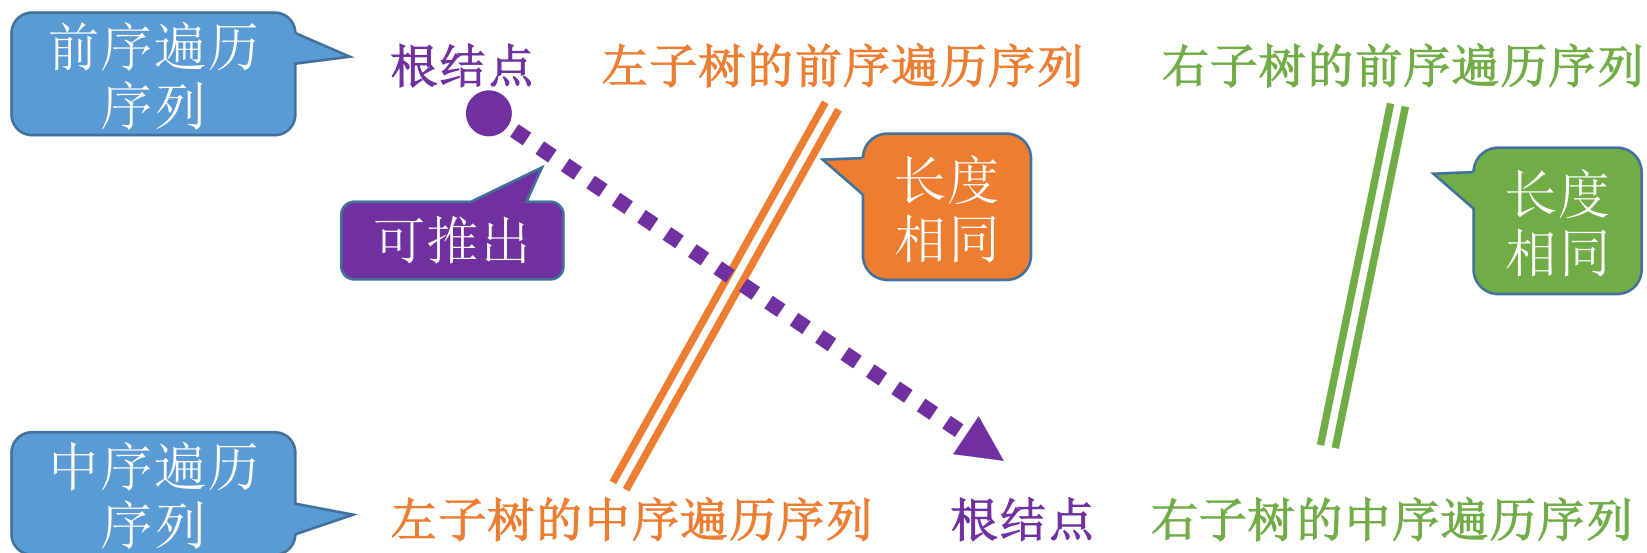 前序遍历
序列
根结点
左子树的前序遍历序列
右子树的前序遍历序列
可推出
长度
相同
长度
相同
中序遍历
序列
左子树的中序遍历序列
根结点
右子树的中序遍历序列